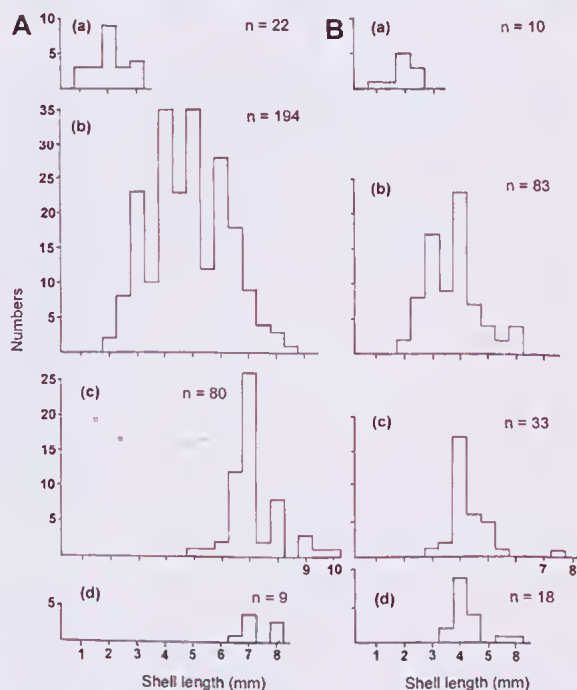 A (a) n = 22
10
5
B (a) n = 10
(b) n = 194
35
30
25
20
15
10
5
Numbers
(b) n = 83
(c) n = 80
25
20
15
10
5
9 10
(c) n = 33
7 8
(d) n = 9
5
1 2 3 4 5 6 7 8
Shell length (mm)
(d) n = 18
1 2 3 4 5 6
Shell length (mm)